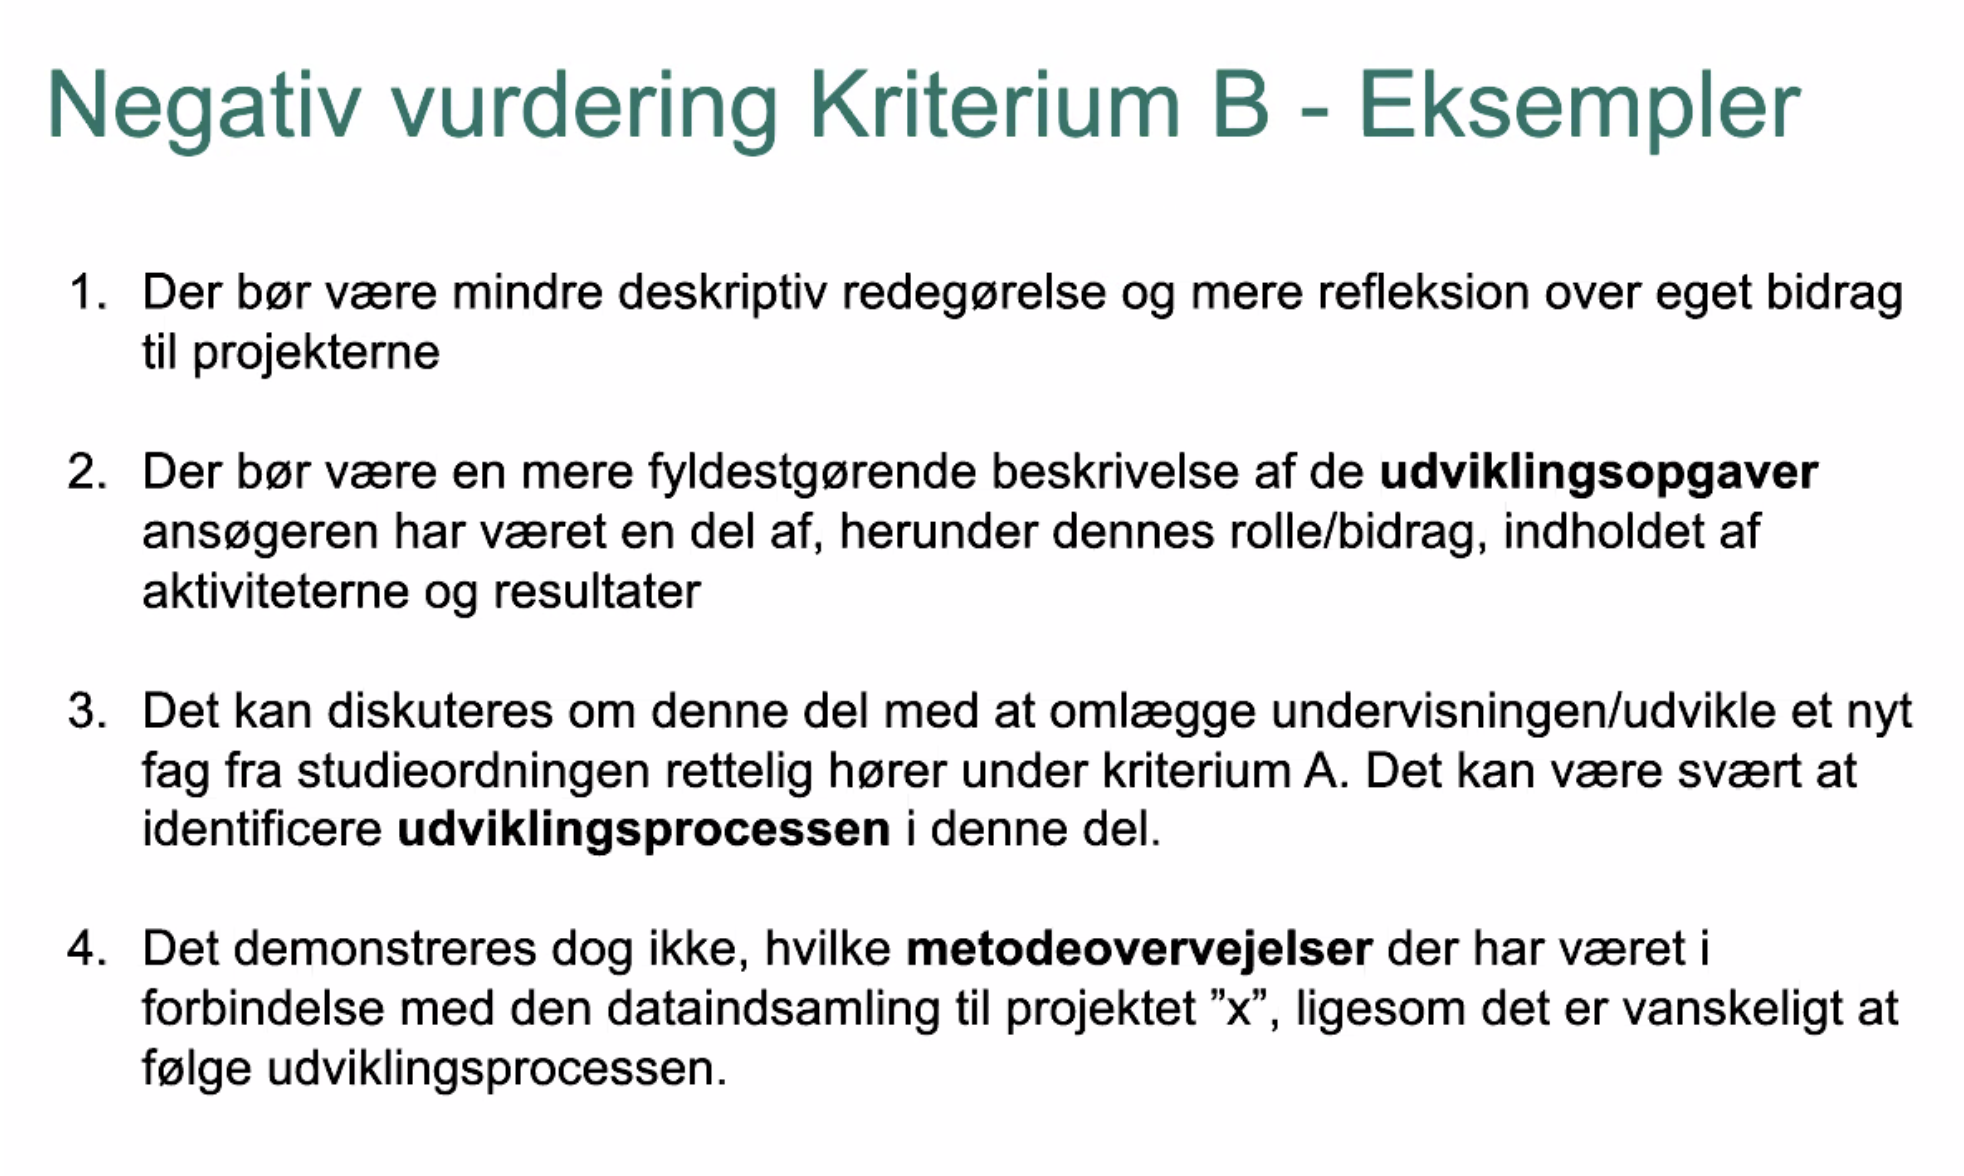 Negativ vurdering Kriterium B - Eksempler
1. Der bør være mindre deskriptiv redegørelse og mere refleksion over eget bidrag
til projekterne
2. Der bør være en mere fyldestgørende beskrivelse af de udviklingsopgaver
ansøgeren har været en del af, herunder dennes rolle/bidrag, indholdet af
aktiviteterne og resultater
3. Det kan diskuteres om denne del med at omlægge undervisningen/udvikle et nyt
fag fra studieordningen rettelig hører under kriterium A. Det kan være svært at
identificere udviklingsprocessen i denne del.
4. Det demonstreres dog ikke, hvilke metodeovervejelser der har været i
forbindelse med den dataindsamling til projektet ”x”, ligesom det er vanskeligt at
følge udviklingsprocessen.